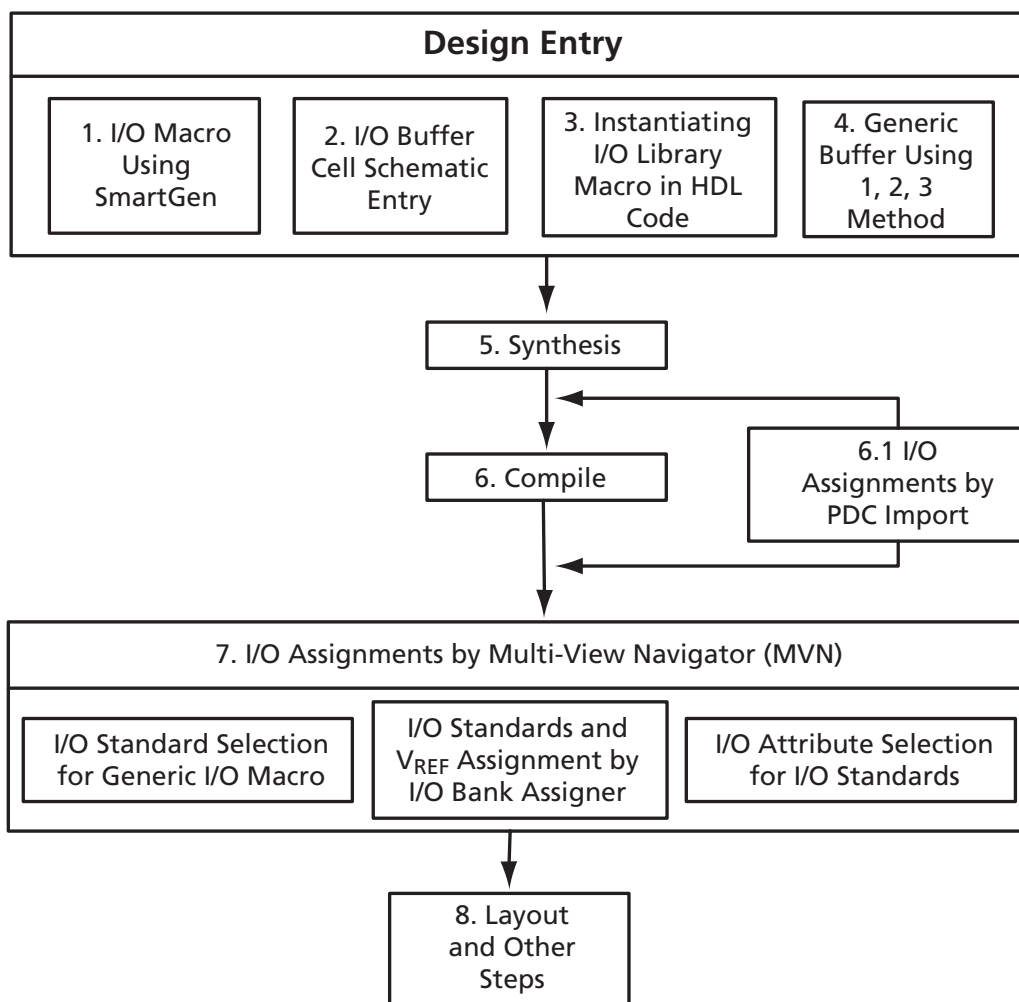 Design Entry
1. I/O Macro
Using
SmartGen
2. I/O Buffer
Cell Schematic
Entry
3. Instantiating
I/O Library
Macro in HDL
Code
4. Generic
Buffer Using
1, 2, 3
Method
5. Synthesis
6. Compile
6.1 I/O
Assignments by
PDC Import
7. I/O Assignments by Multi-View Navigator (MVN)
I/O Standard Selection
for Generic I/O Macro
I/O Standards and
VREF Assignment by
I/O Bank Assigner
I/O Attribute Selection
for I/O Standards
8. Layout
and Other
Steps